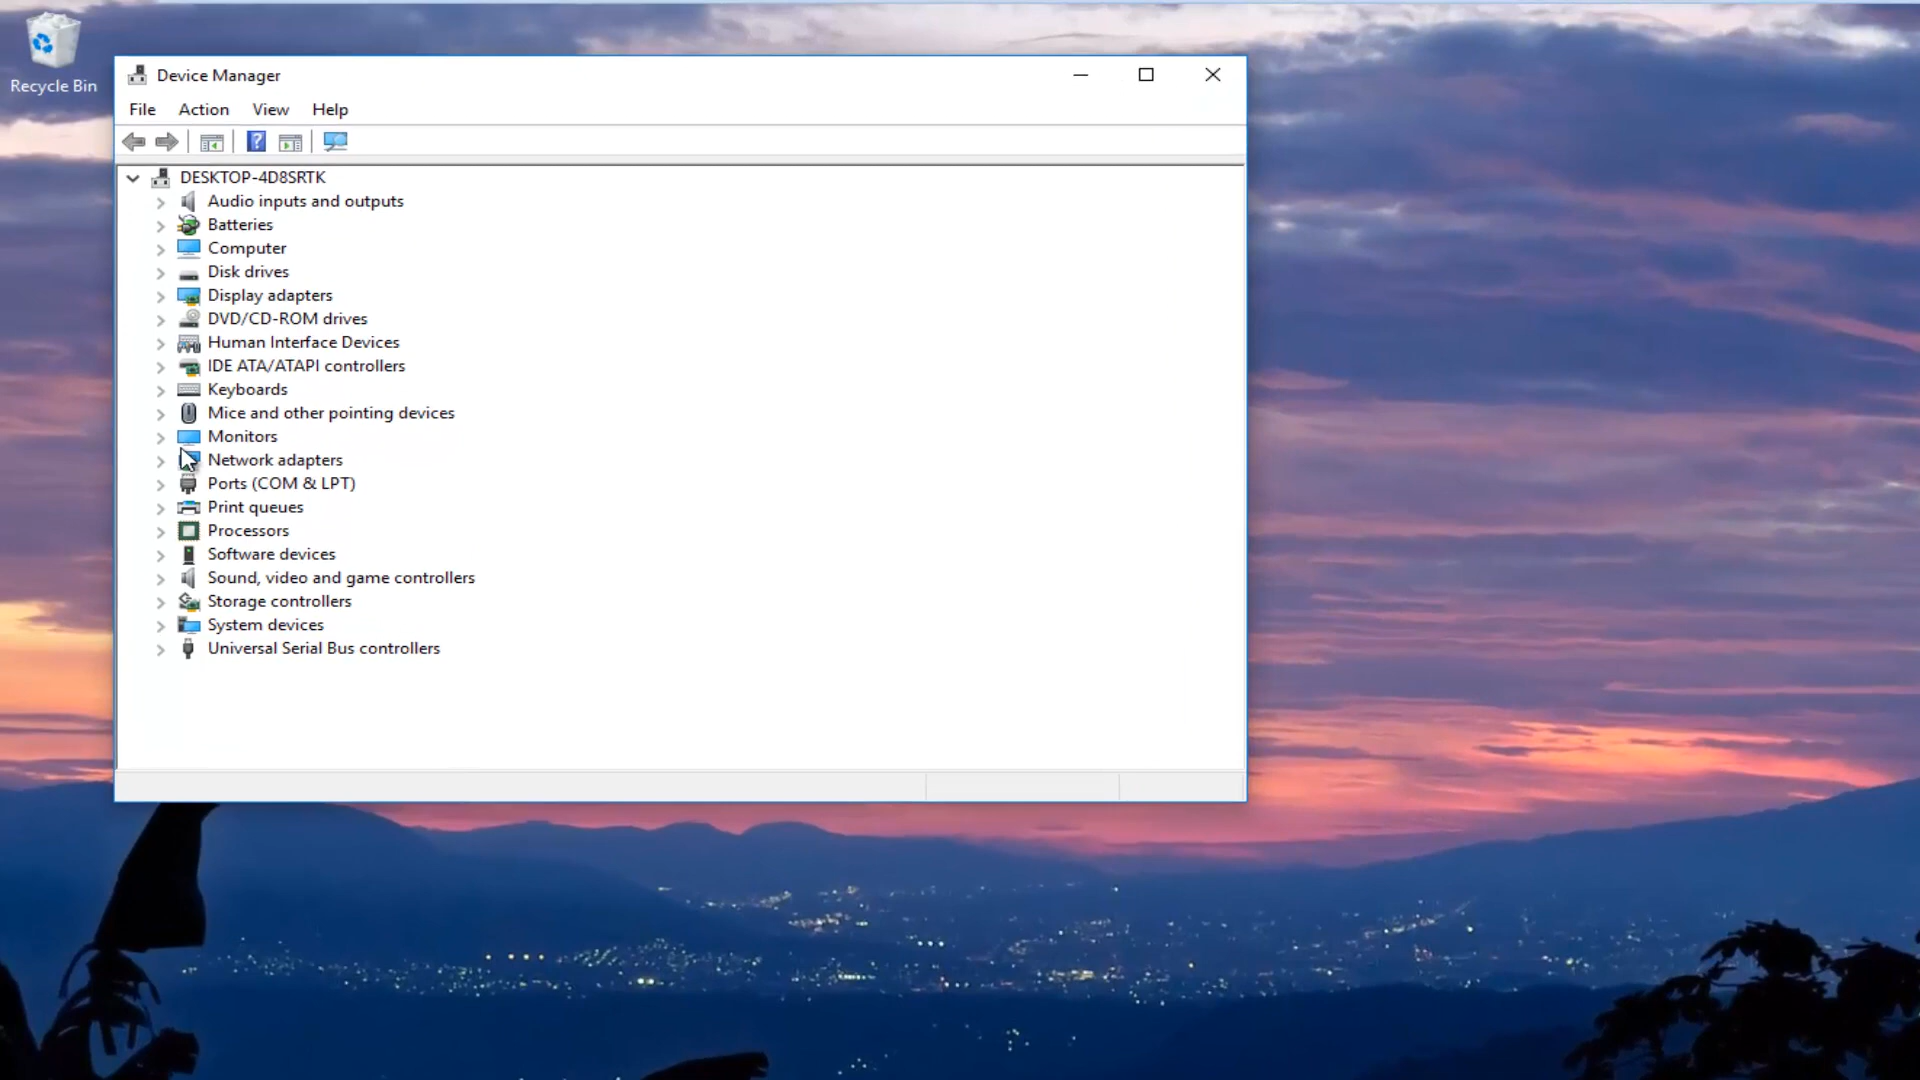 Recycle Bin
Device Manager
File Action View Help
DESKTOP-4D8SRTK
Audio inputs and outputs
Batteries
Computer
Disk drives
Display adapters
DVD/CD-ROM drives
Human Interface Devices
IDE ATA/ATAPI controllers
Keyboards
Mice and other pointing devices
Monitors
Network adapters
Ports (COM & LPT)
Print queues
Processors
Software devices
Sound, video and game controllers
Storage controllers
System devices
Universal Serial Bus controllers